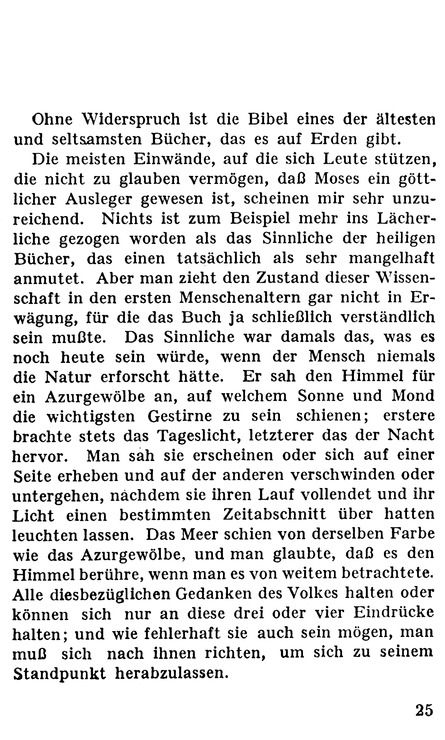 Ohne Widerspruch ist die Bibel eines der ältesten
und seltsamsten Bücher, das es auf Erden gibt.
Die meisten Einwände, auf die sich Leute stützen,
die nicht zu glauben vermögen, daß Moses ein gött-
licher Ausleger gewesen ist, scheinen mir sehr unzu-
reichend. Nichts ist zum Beispiel mehr ins Lächer-
liche gezogen worden als das Sinnliche der heiligen
Bücher, das einen tatsächlich als sehr mangelhaft
anmutet. Aber man zieht den Zustand dieser Wissen-
schaft in den ersten Menschenaltern gar nicht in Er-
wägung, für die das Buch ja schließlich verständlich
sein mußte. Das Sinnliche war damals das, was es
noch heute sein würde, wenn der Mensch niemals
die Natur erforscht hätte. Er sah den Himmel für
ein Azurgewölbe an, auf welchem Sonne und Mond
die wichtigsten Gestirne zu sein schienen; erstere
brachte stets das Tageslicht, letzterer das der Nacht
hervor. Man sah sie erscheinen oder sich auf einer
Seite erheben und auf der anderen verschwinden oder
untergehen, nachdem sie ihren Lauf vollendet und ihr
Licht einen bestimmten Zeitabschnitt über hatten
leuchten lassen. Das Meer schien von derselben Farbe
wie das Azurgewölbe, und man glaubte, daß es den
Himmel berühre, wenn man es von weitem betrachtete.
Alle diesbezüglichen Gedanken des Volkes halten oder
können sich nur an diese drei oder vier Eindrücke
halten; und wie fehlerhaft sie auch sein mögen, man
muß sich nach ihnen richten, um sich zu seinem
Standpunkt herabzulassen.
25